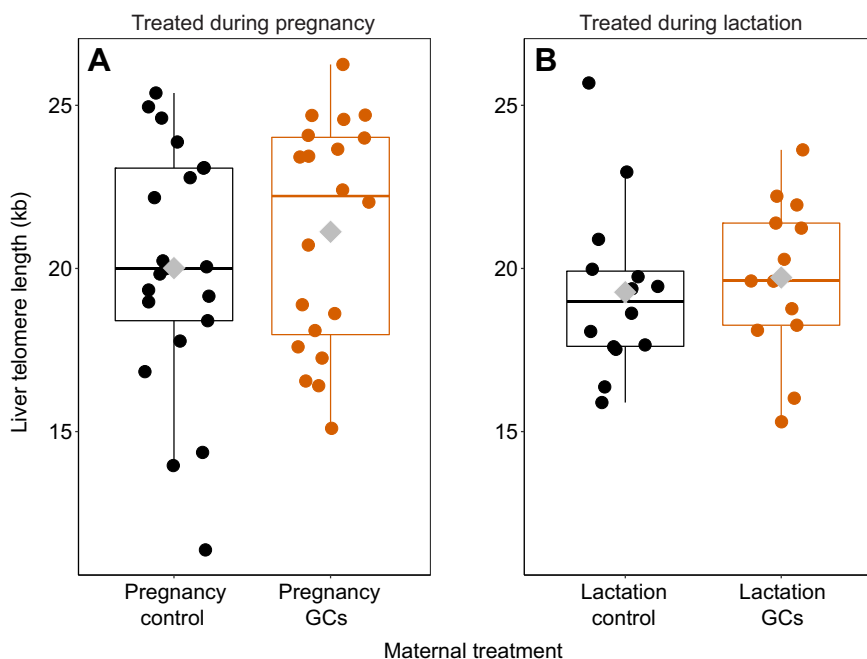 Treated during pregnancy
Treated during lactation
A
B
25
20
15
25
20
15
Liver telomere length (kb)
Pregnancy
control
Pregnancy
GCs
Lactation
control
Lactation
GCs
Maternal treatment